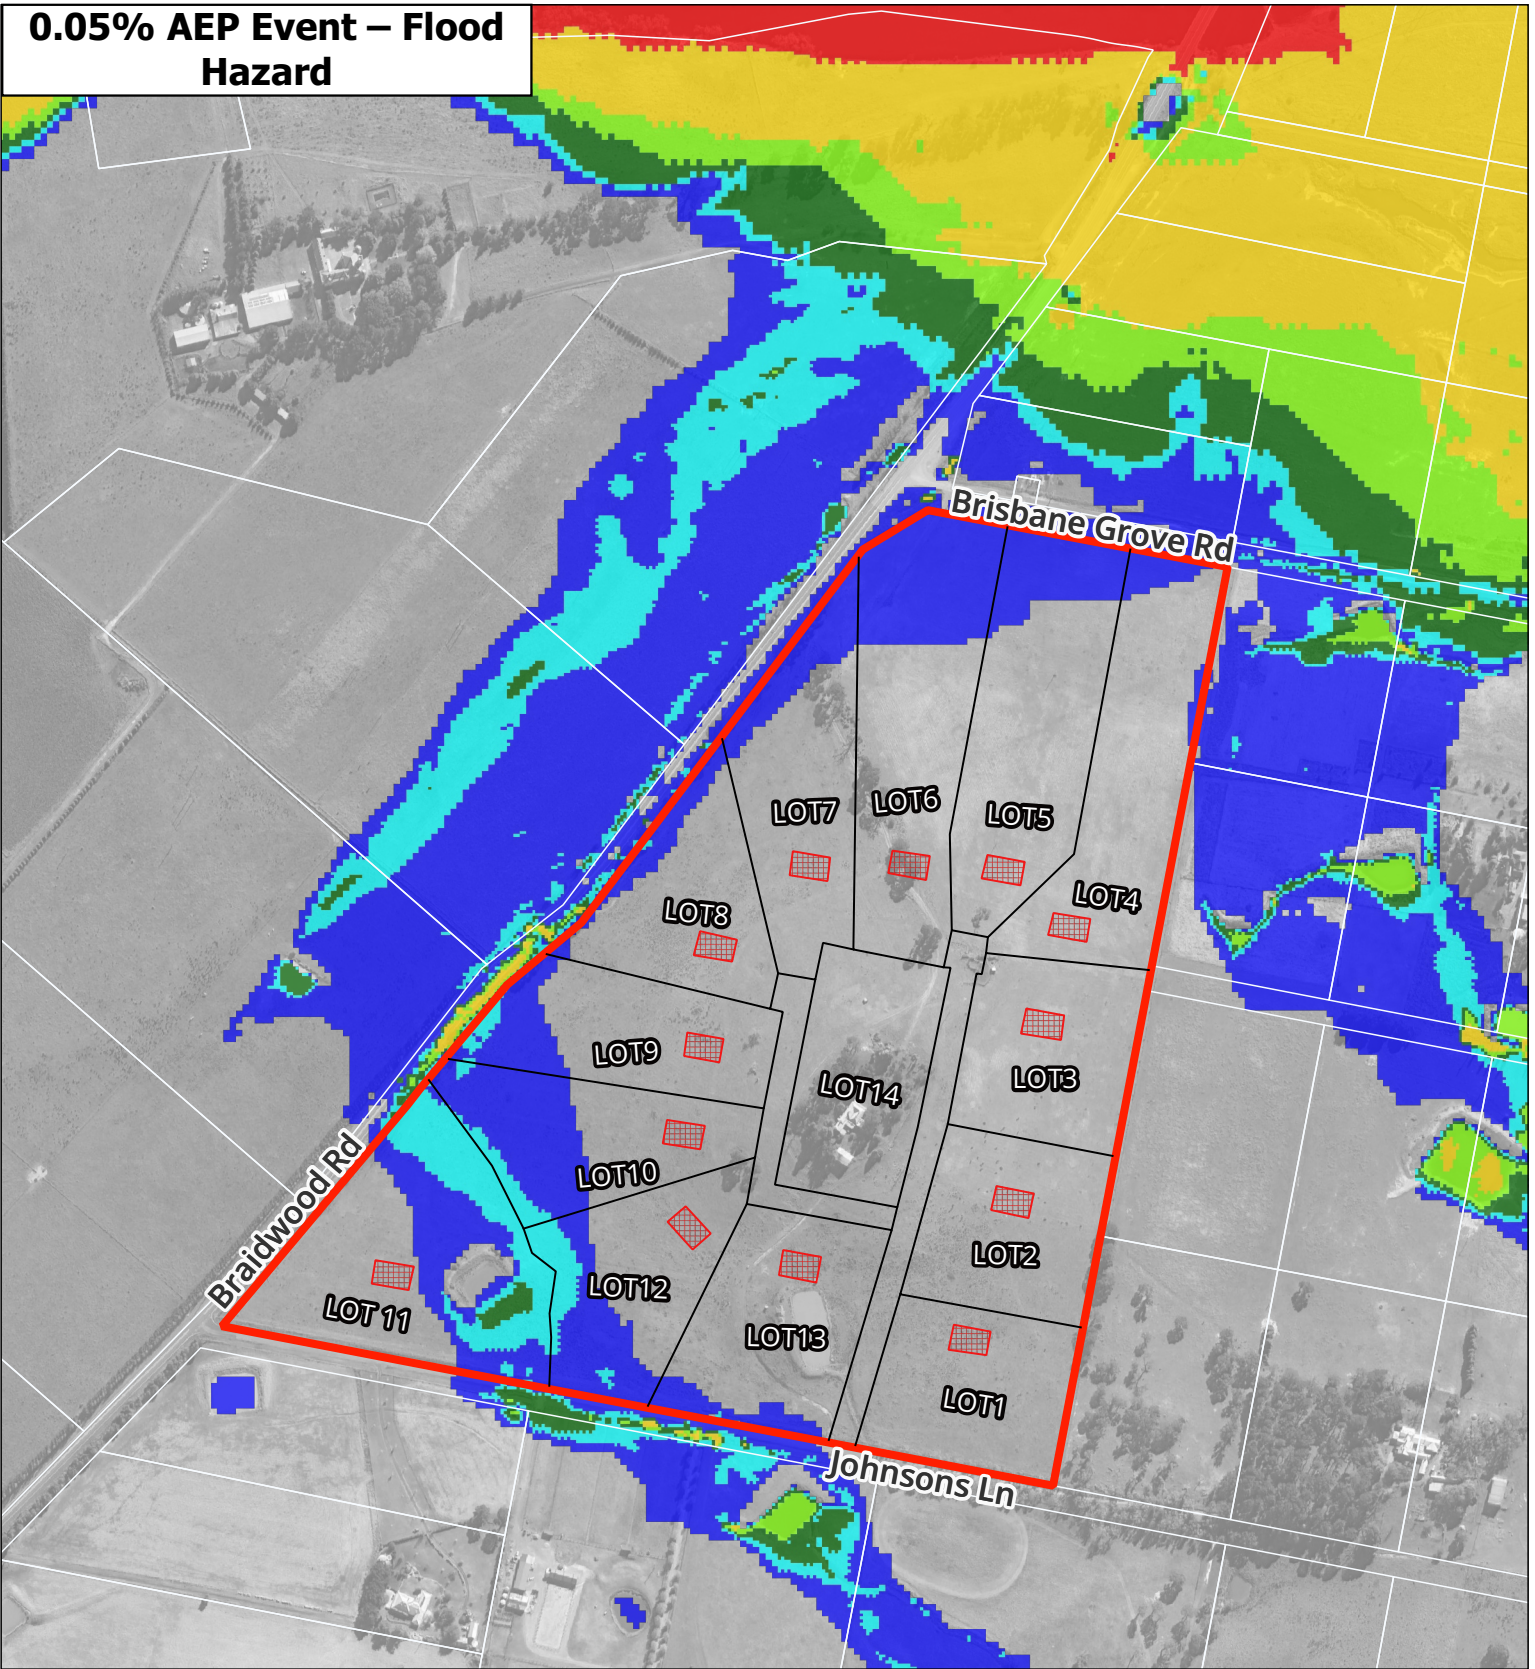 0.05% AEP Event – Flood
Hazard
Brisbane Grove Rd
LOT7
LOT6
LOT5
LOT4
LOT8
LOT9
LOT3
LOT14
LOT10
LOT2
LOT12
LOT 11
LOT13
LOT1
Braidwood Rd
Johnsons Ln